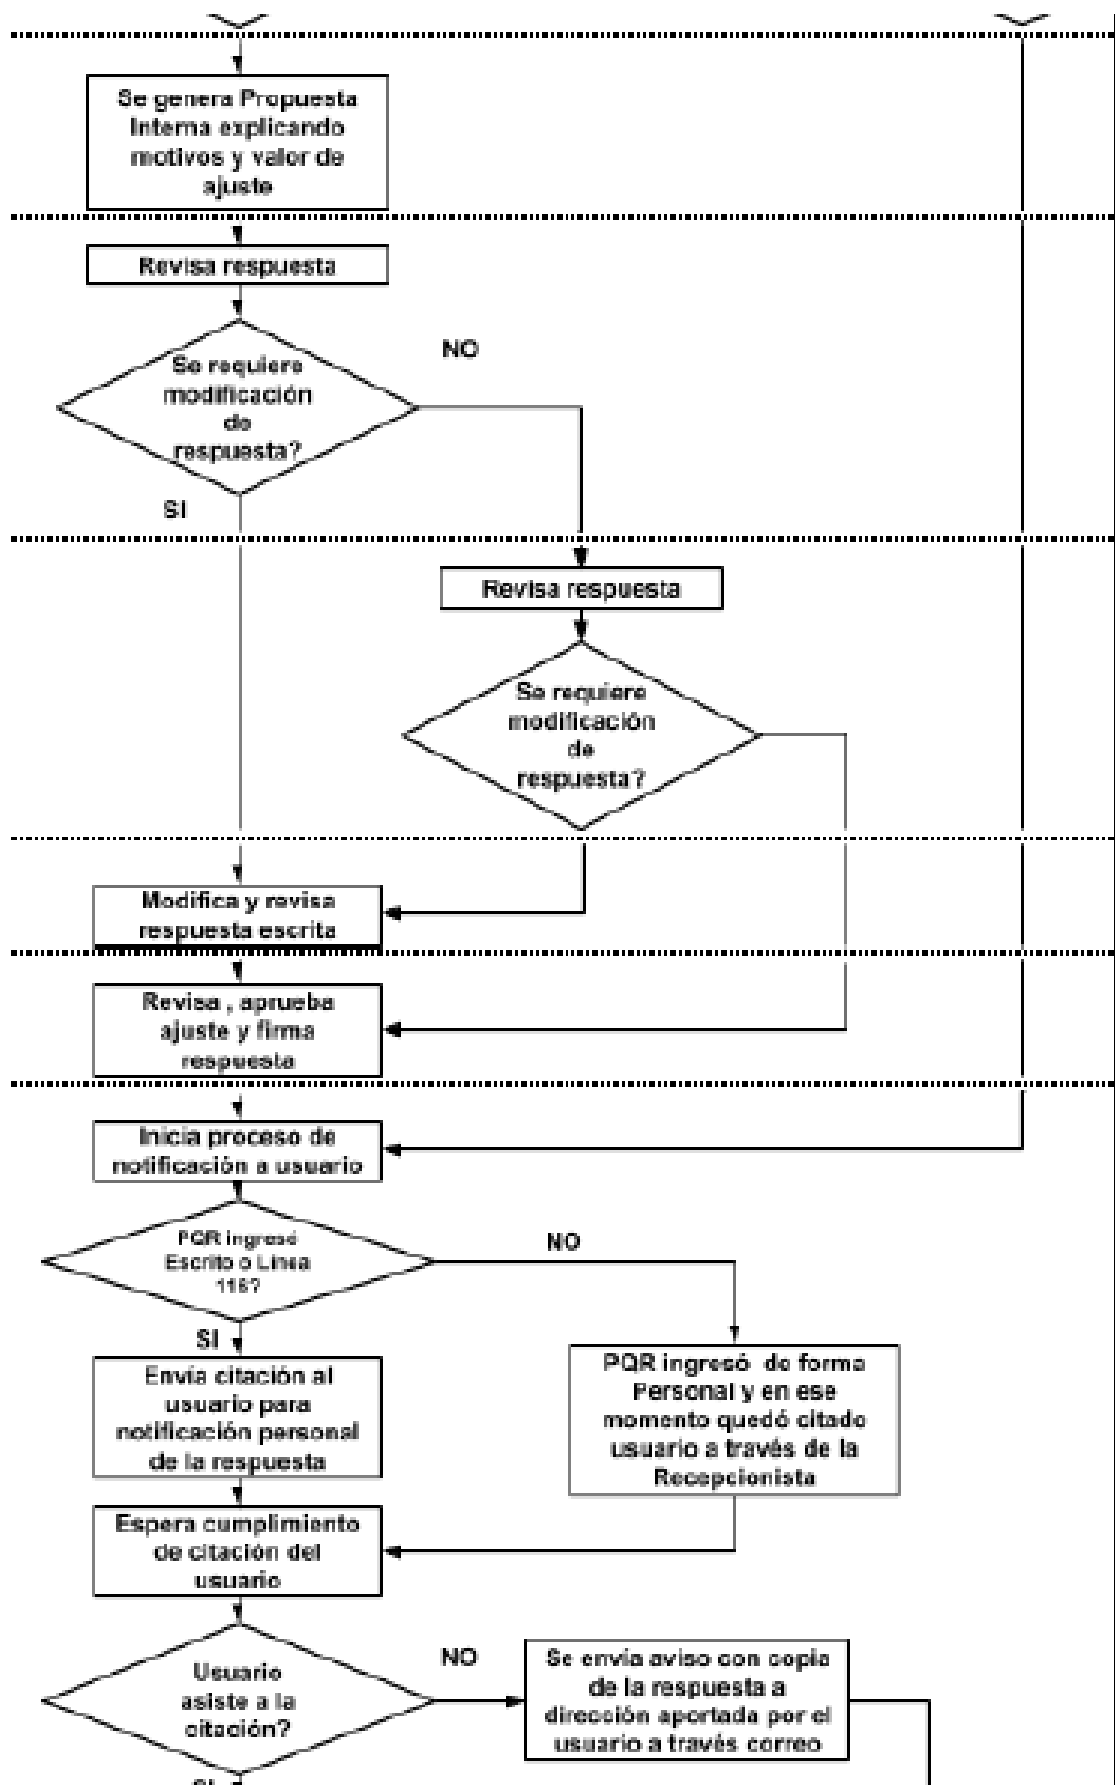 Se genera Propuesta
Interna explicando
motivos y valor de
ajuste
Revisa respuesta
Se requiere
modificación
de
respuesta?
NO
SI
Revisa respuesta
Se requiere
modificación
de
respuesta?
Modifica y revisa
respuesta escrita
Revisa , aprueba
ajuste y firma
respuesta
Inicia proceso de
notificación a usuario
PQR ingresó
Escrito o Línea
NO
SI
Envía citación al
usuario para
notificación personal
de la respuesta
PQR ingresó de forma
Personal y en ese
momento quedó citado
usuario a través de la
Recepcionista
Espera cumplimiento
de citación del
usuario
Usuario
asiste a la
citación?
NO
Se envía aviso con copia
de la respuesta a
dirección aportada por el
usuario a través correo
SI